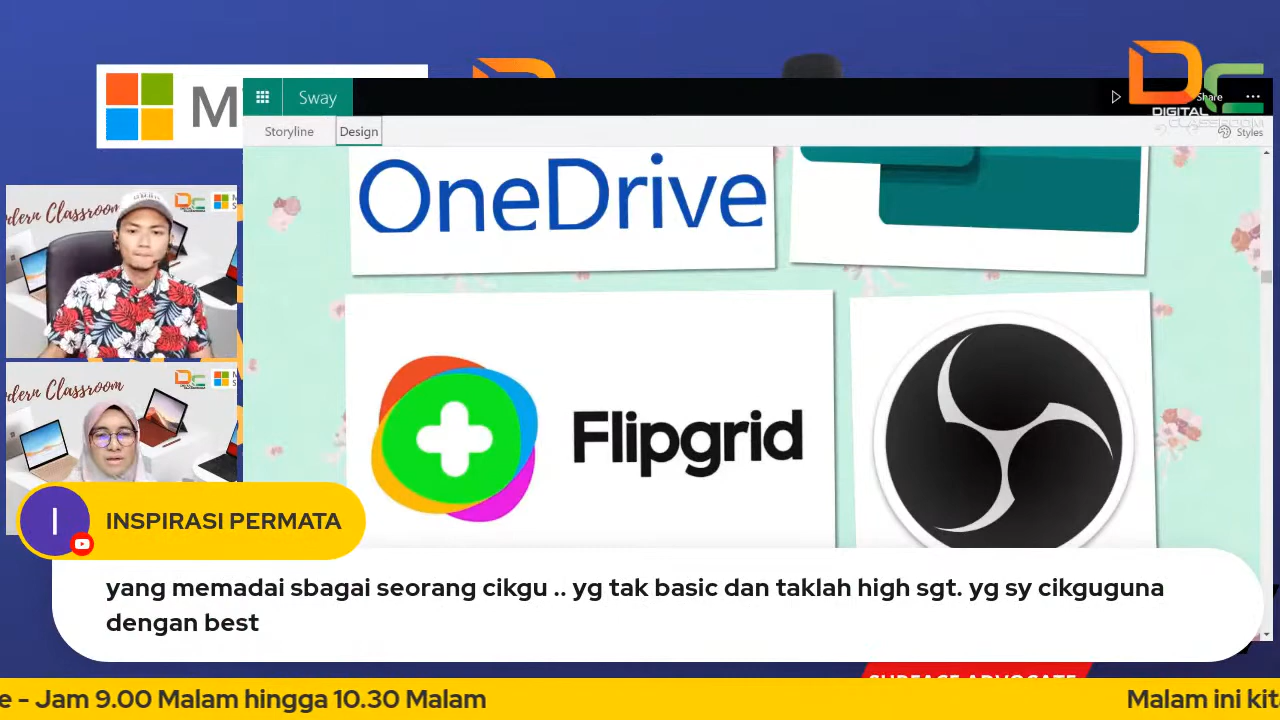 M
Sway
Share
DIGITAL
CLASSROOM
Storyline
Design
Styles
OneDrive
odern Classroom
odern Classroom
Flipgrid
I
INSPIRASI PERMATA
yang memadai sbagai seorang cikgu .. yg tak basic dan taklah high sgt. yg sy cikguguna
dengan best
SURFACE ADVOCATE
e - Jam 9.00 Malam hingga 10.30 Malam
Malam ini kit